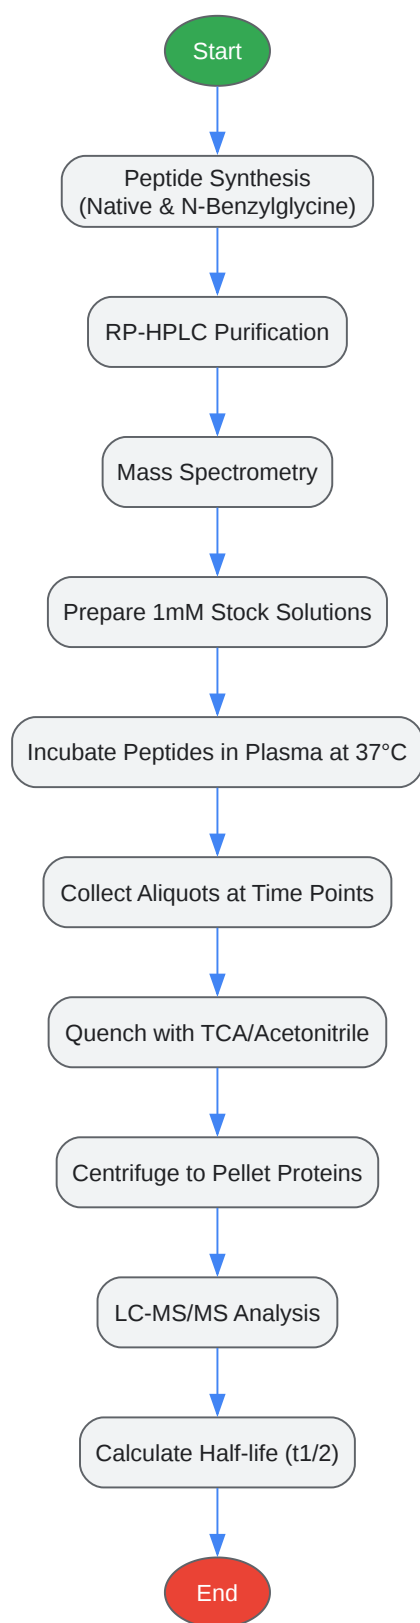 Start
Peptide Synthesis
(Native & N-Benzylglycine)
RP-HPLC Purification
Mass Spectrometry
Prepare 1mM Stock Solutions
Incubate Peptides in Plasma at 37°C
Collect Aliquots at Time Points
Quench with TCA/Acetonitrile
Centrifuge to Pellet Proteins
LC-MS/MS Analysis
Calculate Half-life (t1/2)
End